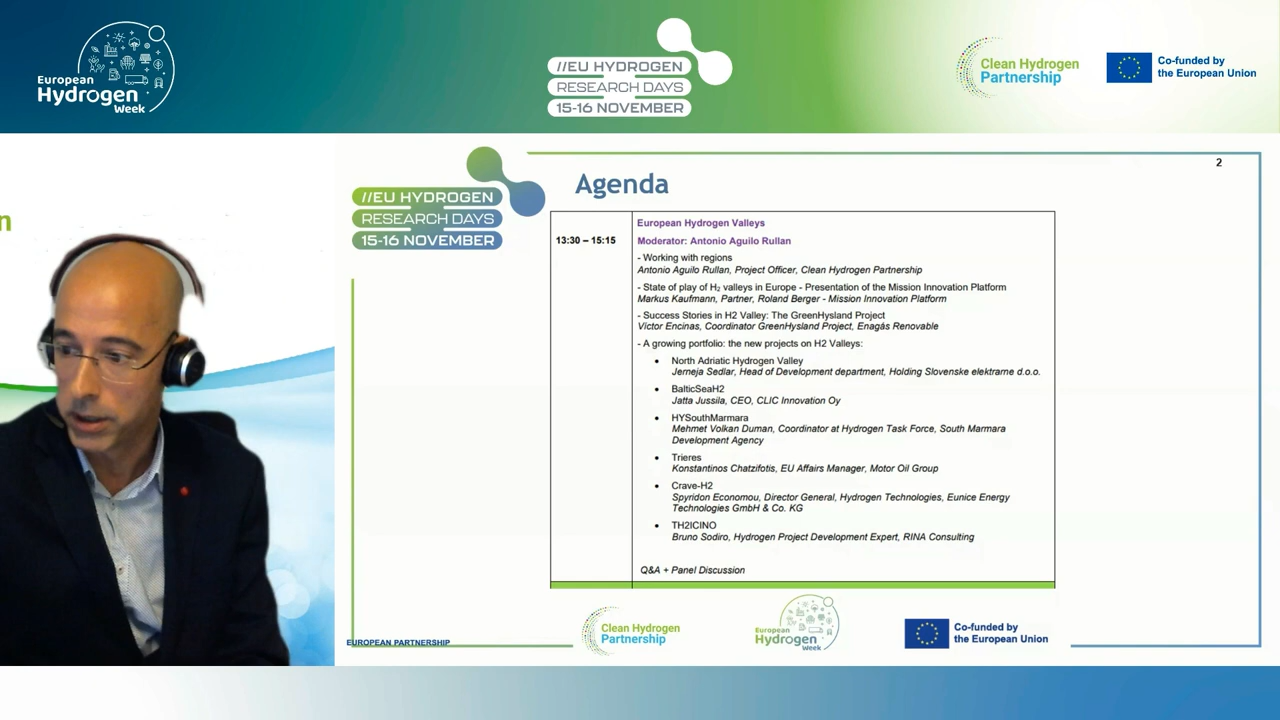 European
Hydrogen
Week
//EU HYDROGEN
RESEARCH DAYS
15-16 NOVEMBER
Clean Hydrogen
Partnership
Co-funded by
the European Union
n
//EU HYDROGEN
RESEARCH DAYS
15-16 NOVEMBER
Agenda
2
13:30 – 15:15
European Hydrogen Valleys
Moderator: Antonio Aguilo Rullan
- Working with regions
Antonio Aguilo Rullan, Project Officer, Clean Hydrogen Partnership
- State of play of H₂ valleys in Europe - Presentation of the Mission Innovation Platform
Markus Kaufmann, Partner, Roland Berger - Mission Innovation Platform
- Success Stories in H2 Valley: The GreenHysland Project
Víctor Encinas, Coordinator GreenHysland Project, Enagás Renovable
- A growing portfolio: the new projects on H2 Valleys:
• North Adriatic Hydrogen Valley
Jerneja Sedlar, Head of Development department, Holding Slovenske elektrarne d.o.o.
• BalticSeaH2
Jatta Jussila, CEO, CLIC Innovation Oy
• HYSouthMarmara
Mehmet Volkan Duman, Coordinator at Hydrogen Task Force, South Marmara
Development Agency
• Trieres
Konstantinos Chatzifotis, EU Affairs Manager, Motor Oil Group
• Crave-H2
Spyridon Economou, Director General, Hydrogen Technologies, Eunice Energy
Technologies GmbH & Co. KG
• TH2ICINO
Bruno Sodiro, Hydrogen Project Development Expert, RINA Consulting
Q&A + Panel Discussion
EUROPEAN PARTNERSHIP
Clean Hydrogen
Partnership
European
Hydrogen
Week
Co-funded by
the European Union